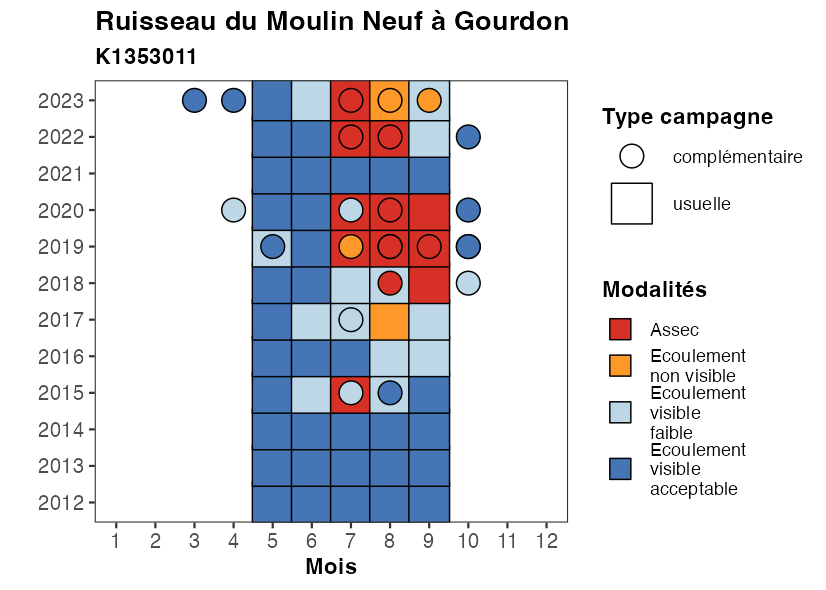 Ruisseau du Moulin Neuf à Gourdon
K1353011
2023
2022
2021
2020
2019
2018
2017
2016
2015
2014
2013
2012
1 2 3 4 5 6 7 8 9 10 11 12
Mois
Type campagne
complémentaire
usuelle
Modalités
Assec
Ecoulement
non visible
Ecoulement
visible
faible
Ecoulement
visible
acceptable